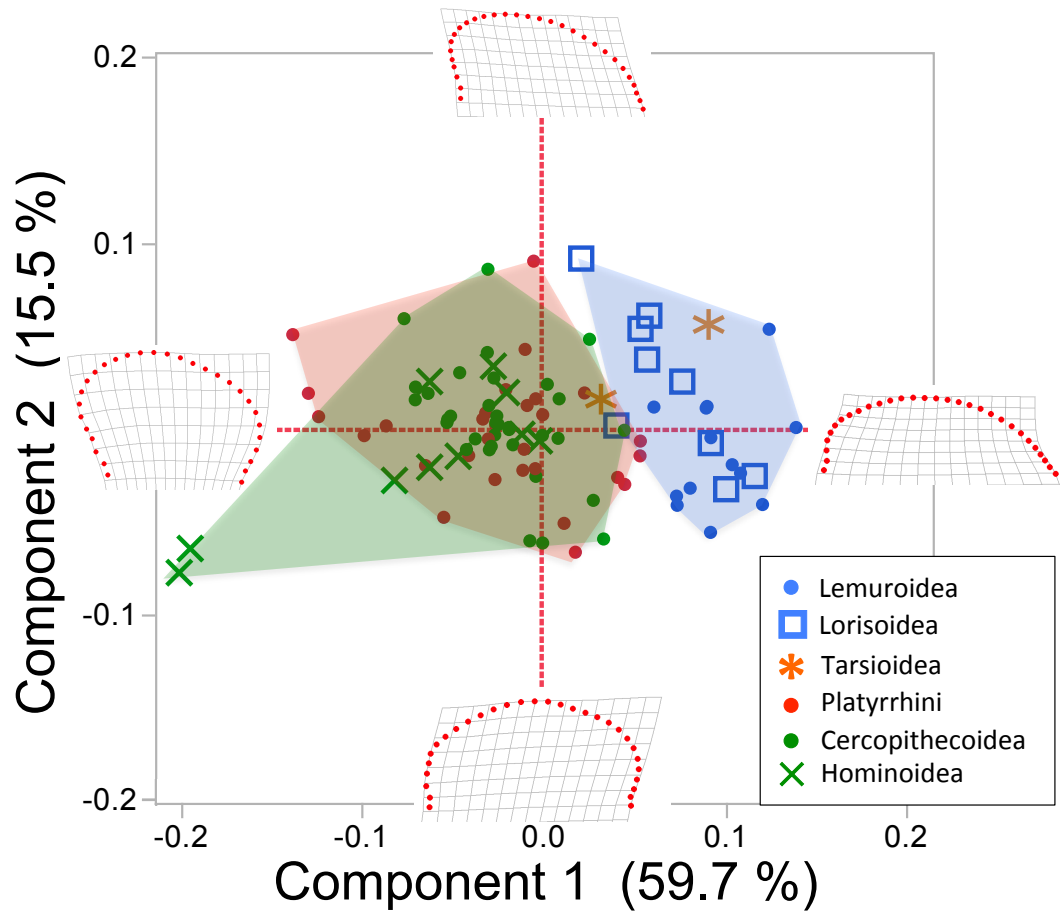 0.2
0.1
-0.1
-0.2
Component 2 (15.5 %)
-0.2
-0.1
0.0
0.1
0.2
Component 1 (59.7 %)
Lemuroidea
Lorisoidea
Tarsioidea
Platyrrhini
Cercopithecoidea
Hominoidea